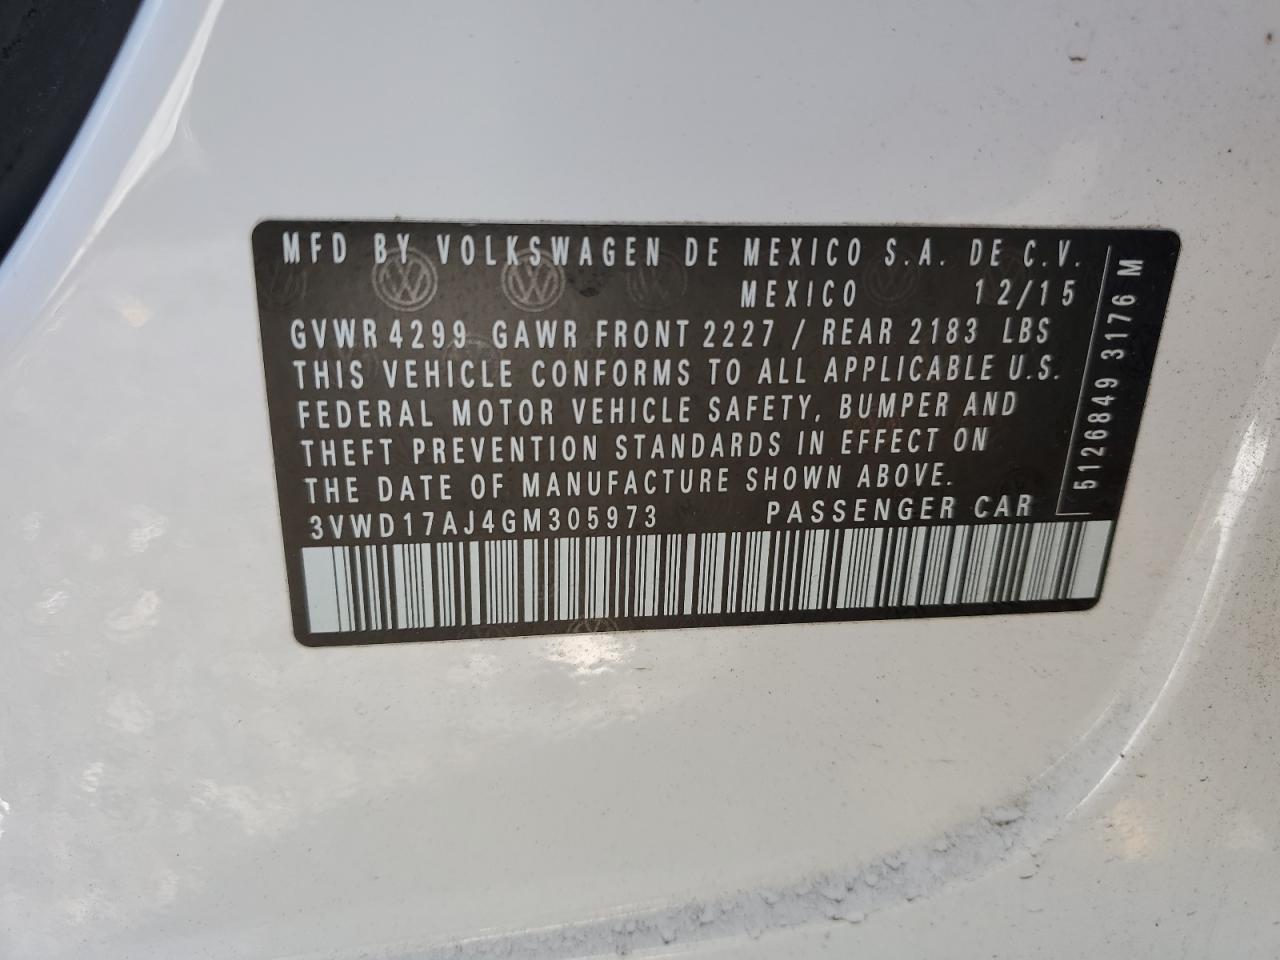 MFD BY VOLKSWAGEN DE MEXICO S.A. DE C.V.
MEXICO 12/15
GVWR 4299 GAWR FRONT 2227 / REAR 2183 LBS
THIS VEHICLE CONFORMS TO ALL APPLICABLE U.S.
FEDERAL MOTOR VEHICLE SAFETY, BUMPER AND
THEFT PREVENTION STANDARDS IN EFFECT ON
THE DATE OF MANUFACTURE SHOWN ABOVE.
3VWD17AJ4GM305973 PASSENGER CAR
5126849 3176 M